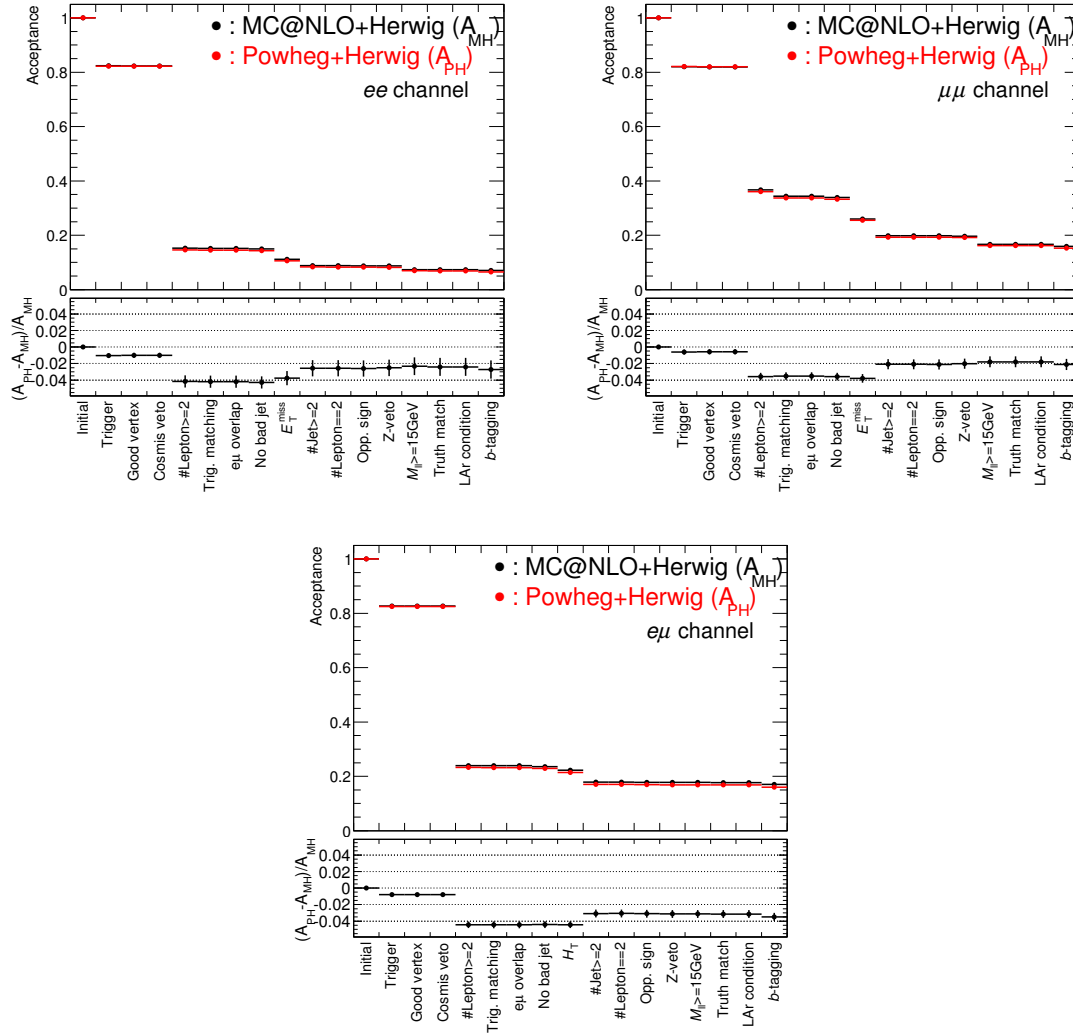 Acceptance
1
0.8
0.6
0.4
0.2
0
● : MC@NLO+Herwig (A_MH)
● : Powheg+Herwig (A_PH)
ee channel
(A_PH-A_MH)/A_MH
0.04
0.02
0
-0.02
-0.04
Initial
Trigger
Good vertex
Cosmis veto
#Lepton>=2
Trig. matching
eμ overlap
No bad jet
E_T^miss
#Jet>=2
#Lepton==2
Opp. sign
Z-veto
M_ll>=15GeV
Truth match
LAr condition
b-tagging
Acceptance
1
0.8
0.6
0.4
0.2
0
● : MC@NLO+Herwig (A_MH)
● : Powheg+Herwig (A_PH)
μμ channel
(A_PH-A_MH)/A_MH
0.04
0.02
0
-0.02
-0.04
Initial
Trigger
Good vertex
Cosmis veto
#Lepton>=2
Trig. matching
eμ overlap
No bad jet
E_T^miss
#Jet>=2
#Lepton==2
Opp. sign
Z-veto
M_ll>=15GeV
Truth match
LAr condition
b-tagging
Acceptance
1
0.8
0.6
0.4
0.2
0
● : MC@NLO+Herwig (A_MH)
● : Powheg+Herwig (A_PH)
eμ channel
(A_PH-A_MH)/A_MH
0.04
0.02
0
-0.02
-0.04
Initial
Trigger
Good vertex
Cosmis veto
#Lepton>=2
Trig. matching
eμ overlap
No bad jet
H_T
#Jet>=2
#Lepton==2
Opp. sign
Z-veto
M_ll>=15GeV
Truth match
LAr condition
b-tagging